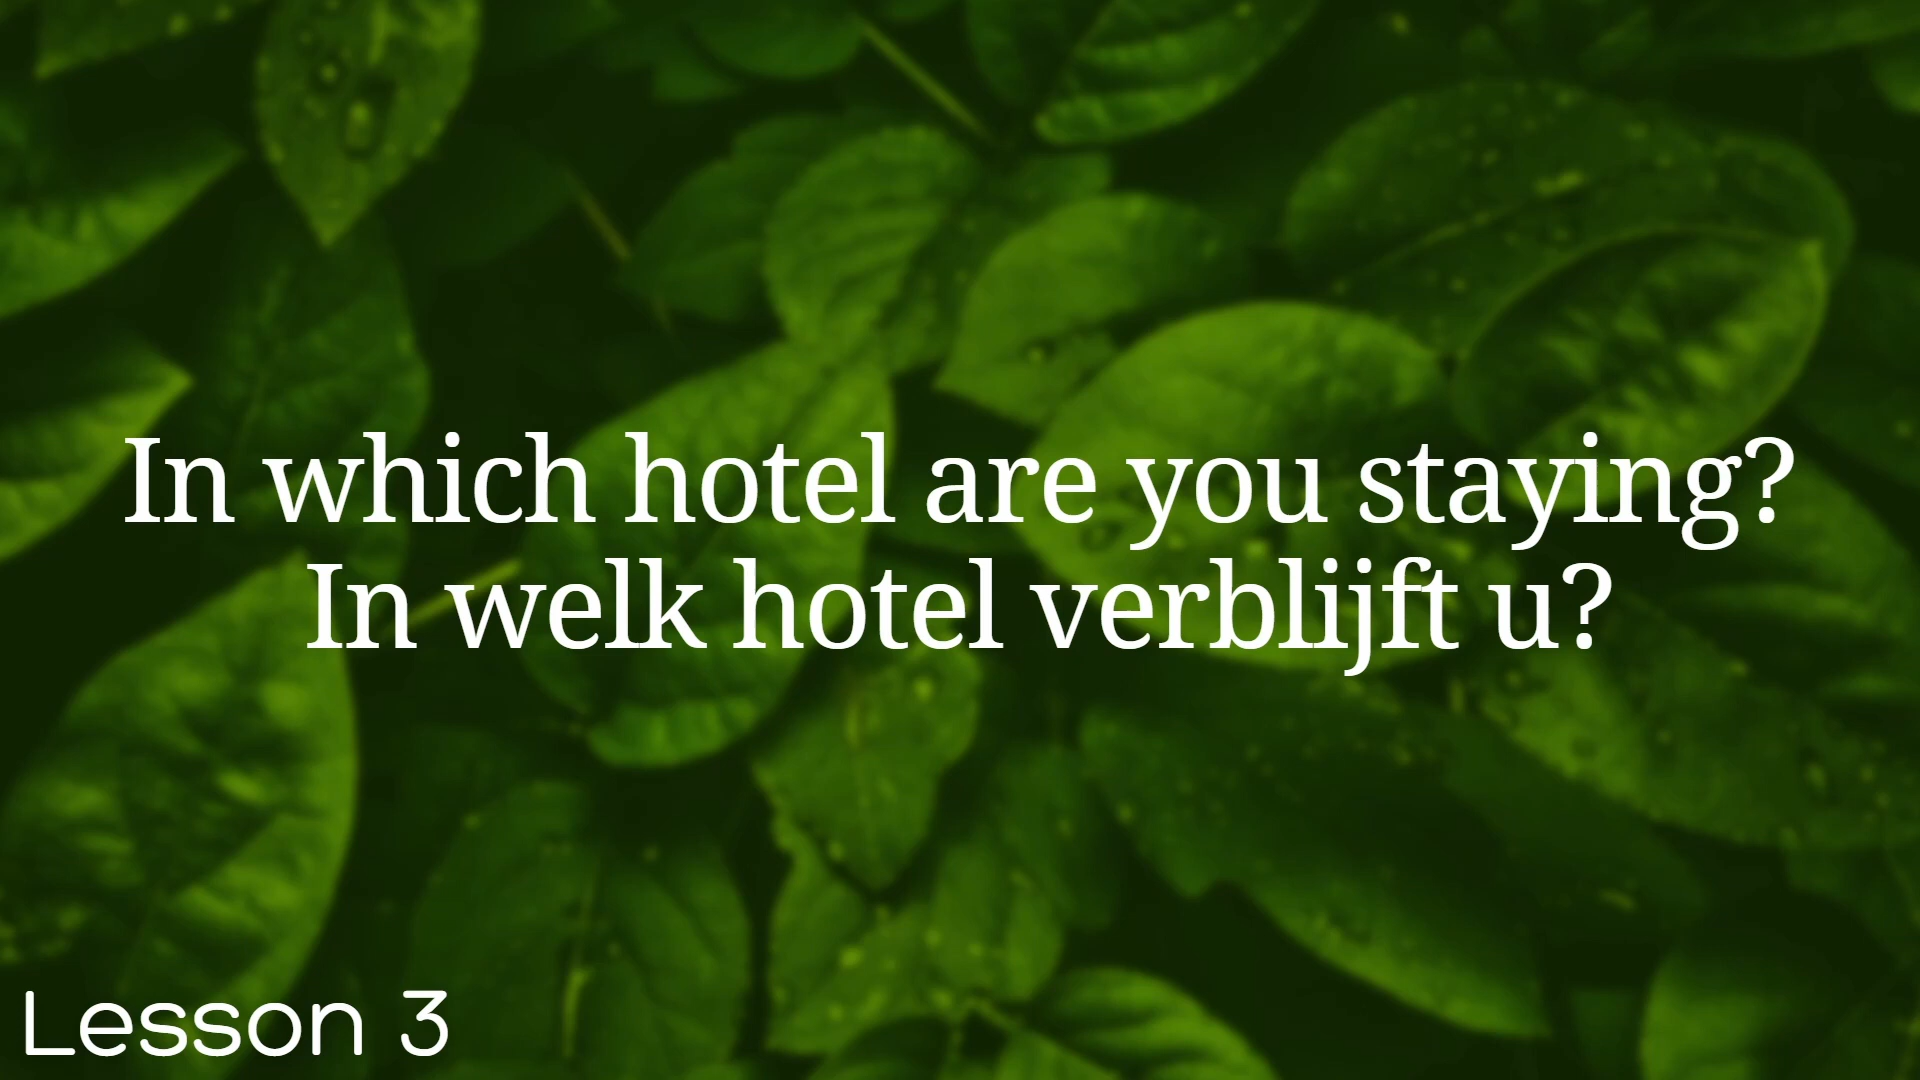 In which hotel are you staying?
In welk hotel verblijft u?
Lesson 3